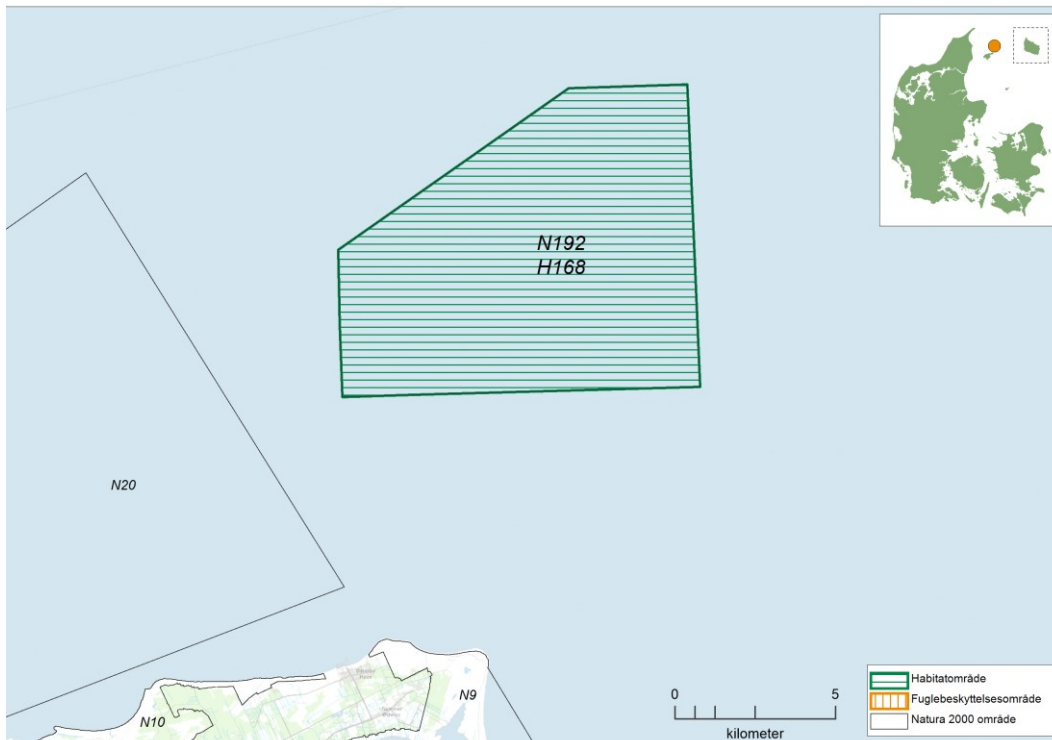 N192
H168
N20
N10
N9
0 5
kilometer
Habitatområde
Fuglebeskyttelsesområde
Natura 2000 område